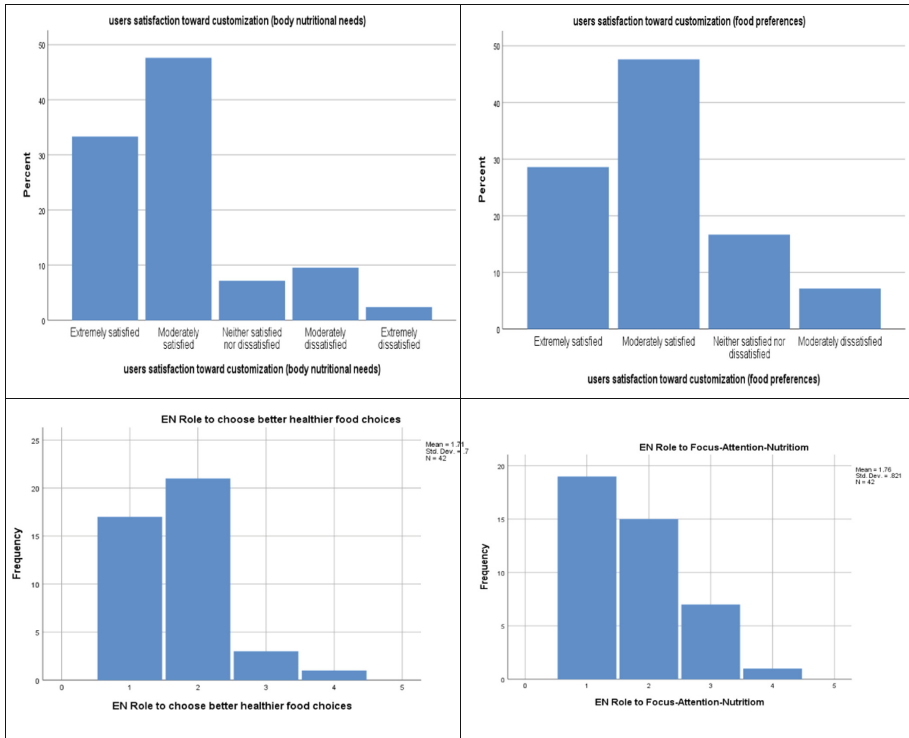 users satisfaction toward customization (body nutritional needs)
50
40
30
20
10
0
Percent
Extremely satisfied
Moderately
satisfied
Neither satisfied
nor dissatisfied
Moderately
dissatisfied
Extremely
dissatisfied
users satisfaction toward customization (body nutritional needs)
users satisfaction toward customization (food preferences)
50
40
30
20
10
0
Percent
Extremely satisfied
Moderately satisfied
Neither satisfied nor
dissatisfied
Moderately dissatisfied
users satisfaction toward customization (food preferences)
EN Role to choose better healthier food choices
Mean = 1.71
Std. Dev. = .7
N = 42
25
20
15
10
5
0
Frequency
0 1 2 3 4 5
EN Role to choose better healthier food choices
EN Role to Focus-Attention-Nutritiom
Mean = 1.76
Std. Dev. = .821
N = 42
20
15
10
5
0
Frequency
0 1 2 3 4 5
EN Role to Focus-Attention-Nutritiom